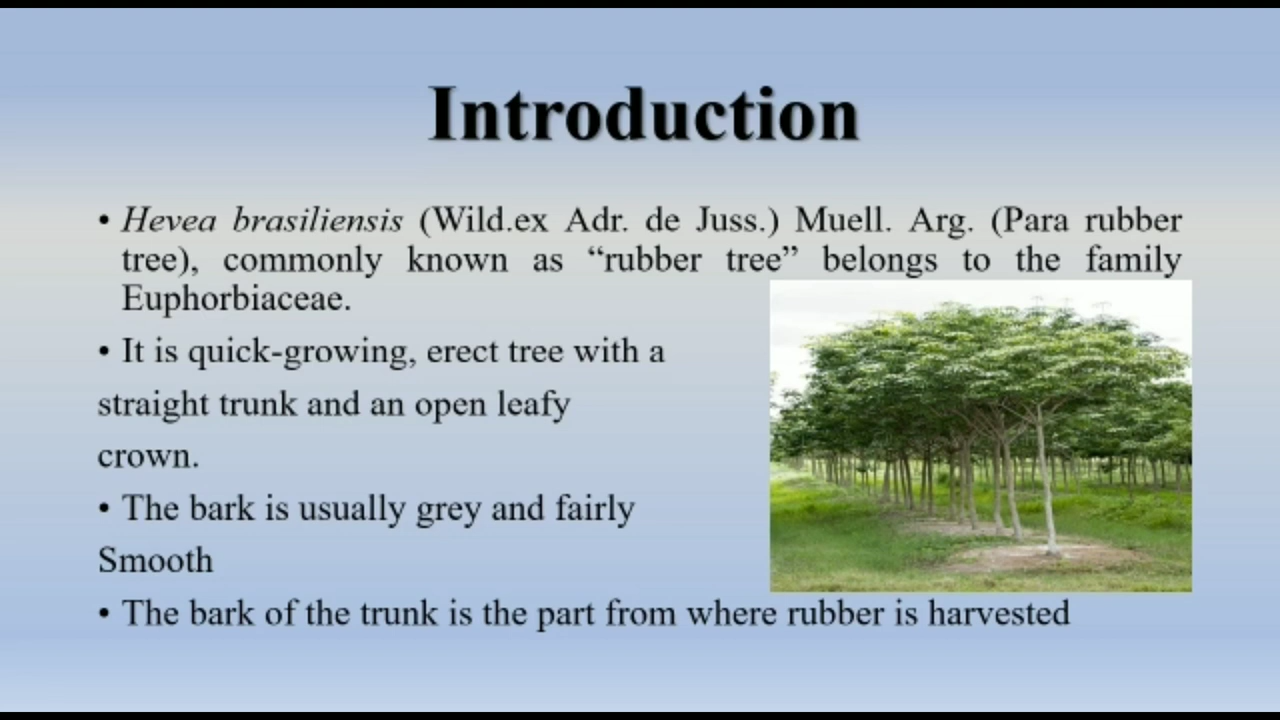 Introduction
• Hevea brasiliensis (Wild.ex Adr. de Juss.) Muell. Arg. (Para rubber
tree), commonly known as “rubber tree” belongs to the family
Euphorbiaceae.
• It is quick-growing, erect tree with a
straight trunk and an open leafy
crown.
• The bark is usually grey and fairly
Smooth
• The bark of the trunk is the part from where rubber is harvested